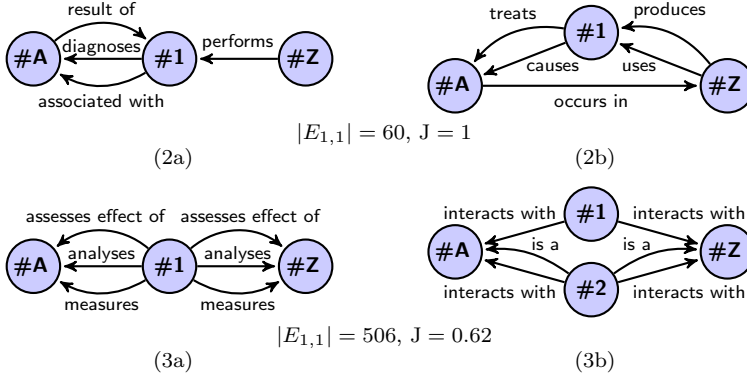 result of
#A
diagnoses
#1
performs
#Z
associated with
(2a)
treats
#1
produces
#A
causes
uses
#Z
occurs in
(2b)
|E1,1| = 60, J = 1
assesses effect of
assesses effect of
#A
analyses
#1
analyses
#Z
measures
measures
(3a)
interacts with
#1
interacts with
#A
is a
is a
#Z
interacts with
#2
interacts with
(3b)
|E1,1| = 506, J = 0.62